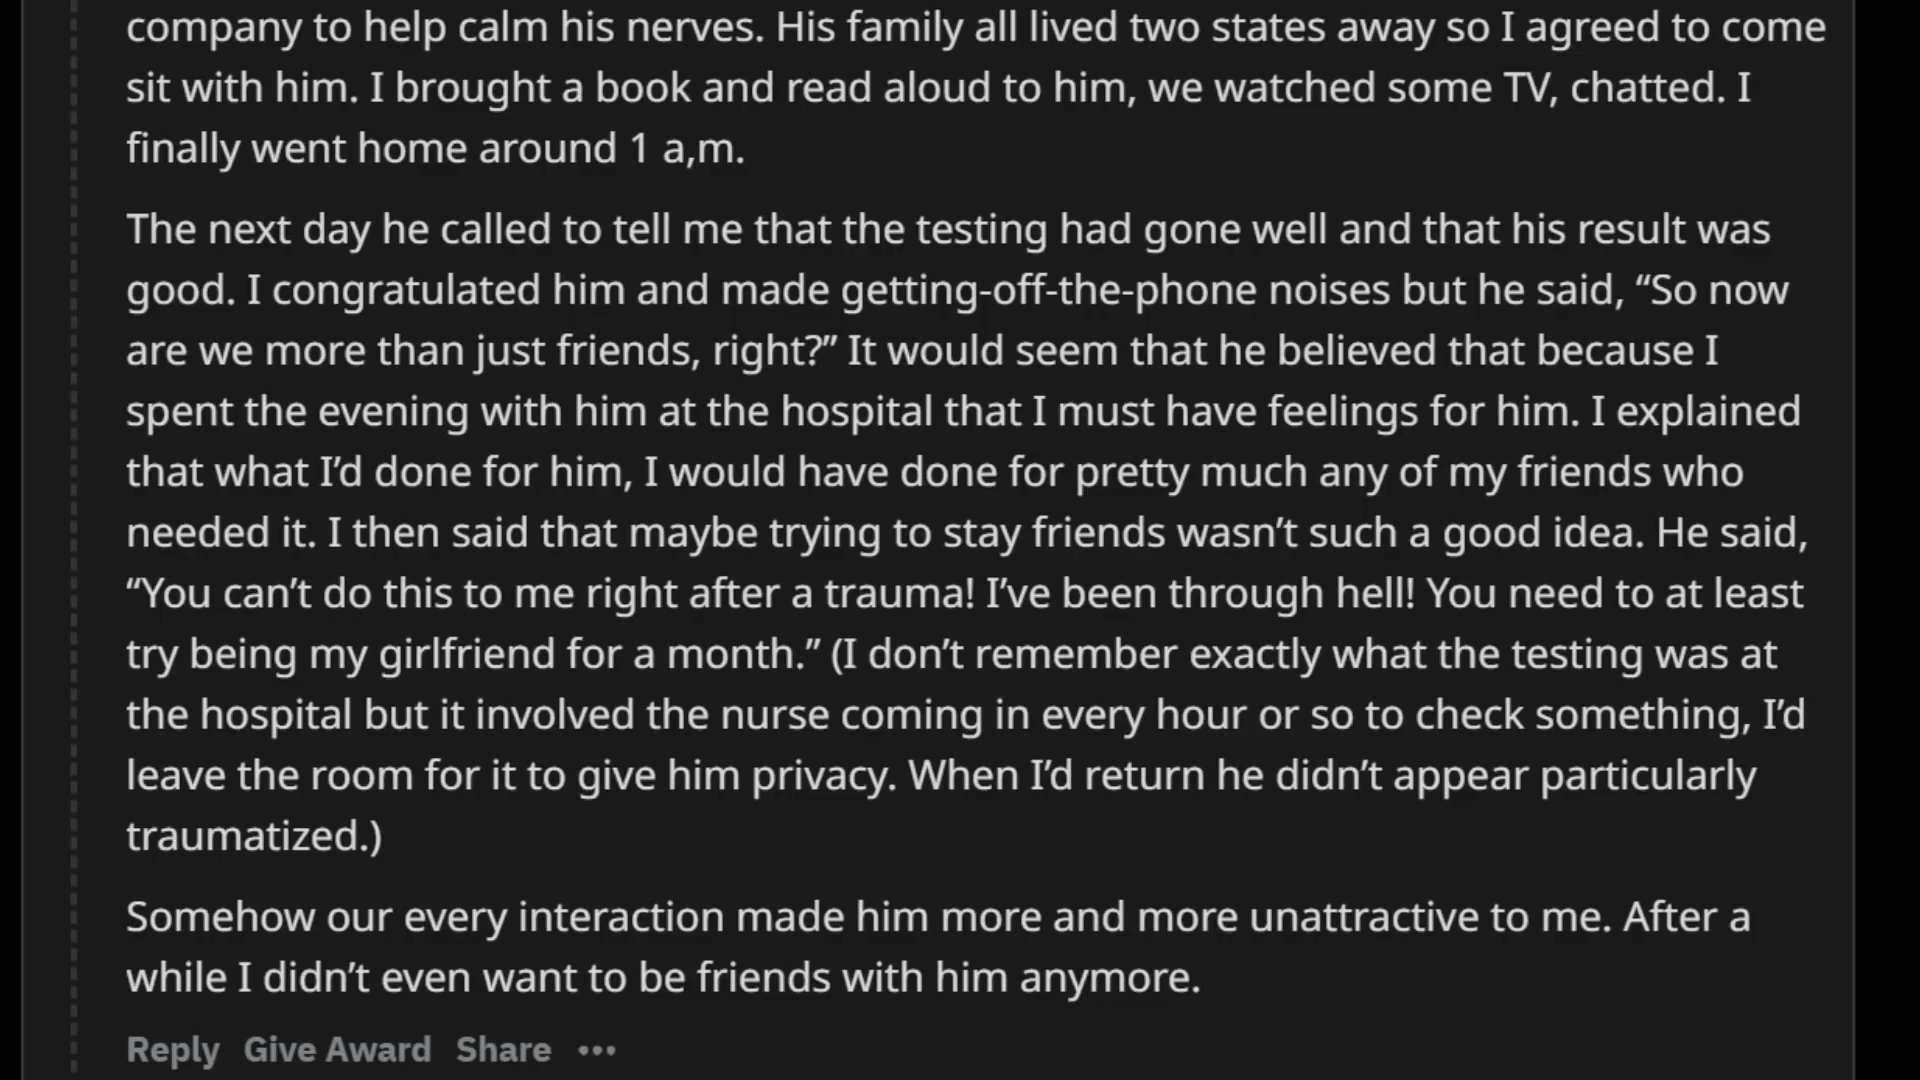 company to help calm his nerves. His family all lived two states away so I agreed to come
sit with him. I brought a book and read aloud to him, we watched some TV, chatted. I
finally went home around 1 a,m.
The next day he called to tell me that the testing had gone well and that his result was
good. I congratulated him and made getting-off-the-phone noises but he said, “So now
are we more than just friends, right?” It would seem that he believed that because I
spent the evening with him at the hospital that I must have feelings for him. I explained
that what I’d done for him, I would have done for pretty much any of my friends who
needed it. I then said that maybe trying to stay friends wasn’t such a good idea. He said,
“You can’t do this to me right after a trauma! I’ve been through hell! You need to at least
try being my girlfriend for a month.” (I don’t remember exactly what the testing was at
the hospital but it involved the nurse coming in every hour or so to check something, I’d
leave the room for it to give him privacy. When I’d return he didn’t appear particularly
traumatized.)
Somehow our every interaction made him more and more unattractive to me. After a
while I didn’t even want to be friends with him anymore.
Reply Give Award Share •••